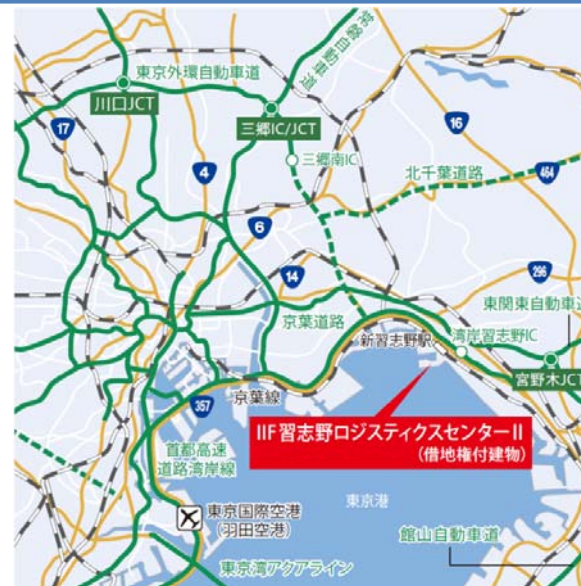 常磐自動車道
東京外環自動車道
川口JCT
三郷IC/JCT
17
16
三郷南IC
4
北千葉道路
464
6
14
296
東関東自動車道
京葉道路
新習志野駅
湾岸習志野IC
宮野木JCT
京葉線
357
IIF習志野ロジスティクスセンターII
(借地権付建物)
首都高速
道路湾岸線
東京港
東京国際空港
(羽田空港)
館山自動車道
東京湾アクアライン